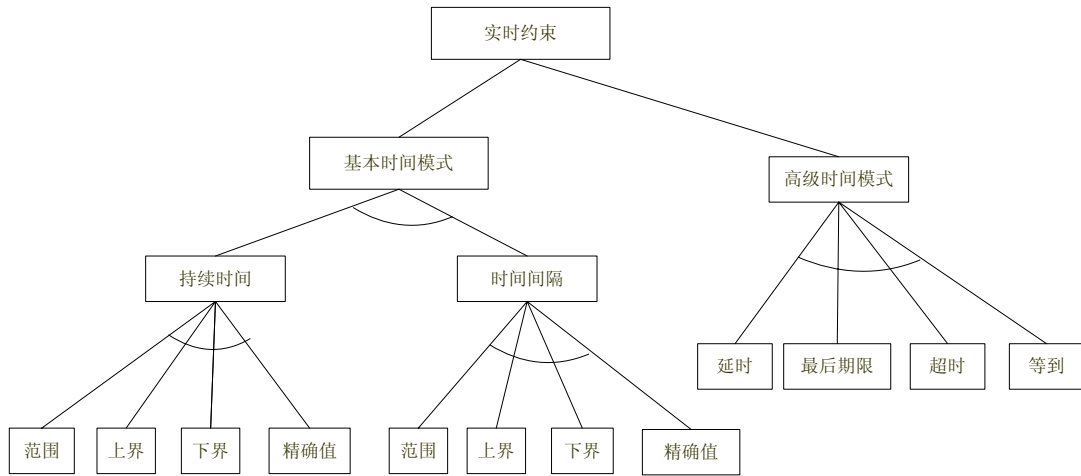 实时约束
基本时间模式
高级时间模式
持续时间
时间间隔
延时
最后期限
超时
等到
范围
上界
下界
精确值
范围
上界
下界
精确值